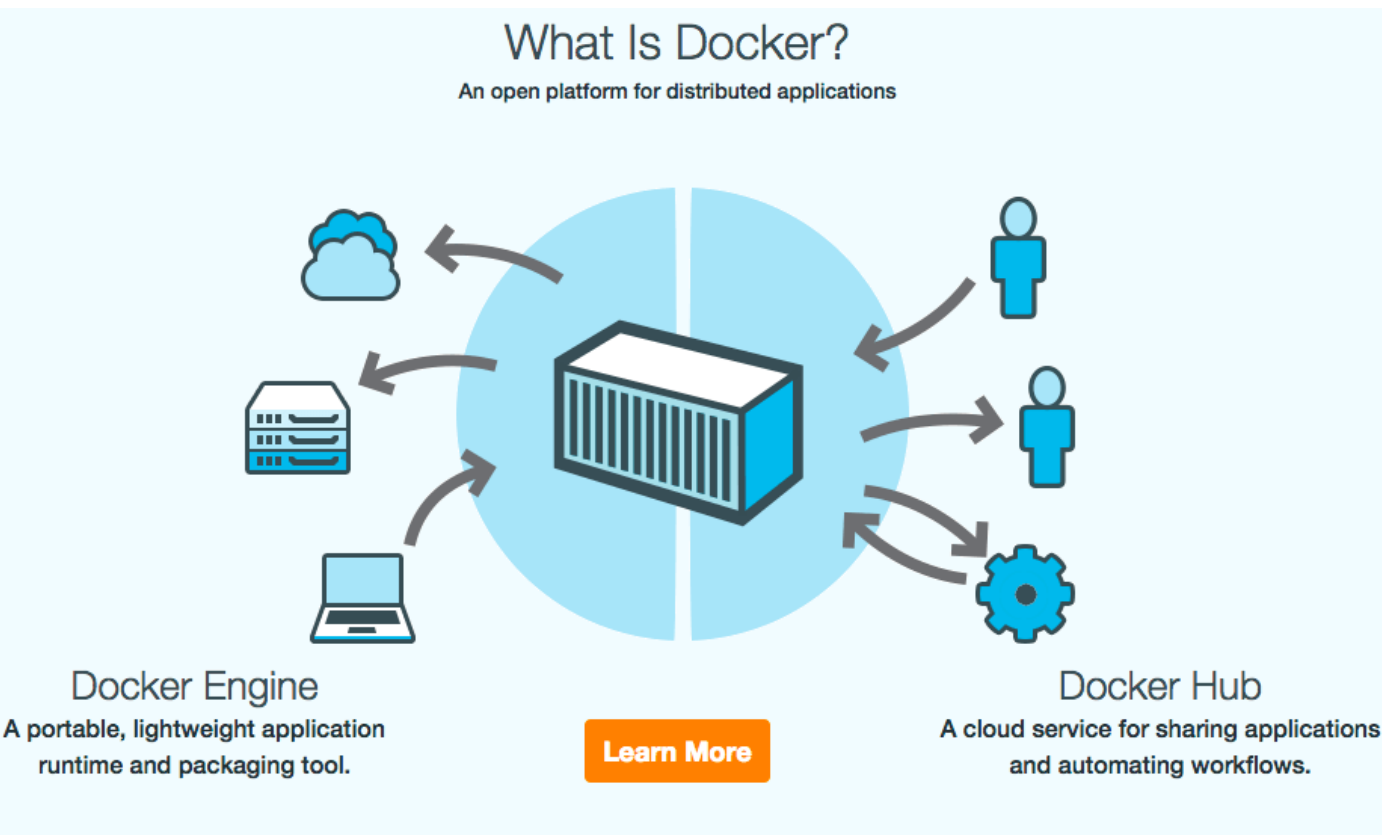 What Is Docker?
An open platform for distributed applications
Docker Engine
A portable, lightweight application
runtime and packaging tool.
Learn More
Docker Hub
A cloud service for sharing applications
and automating workflows.